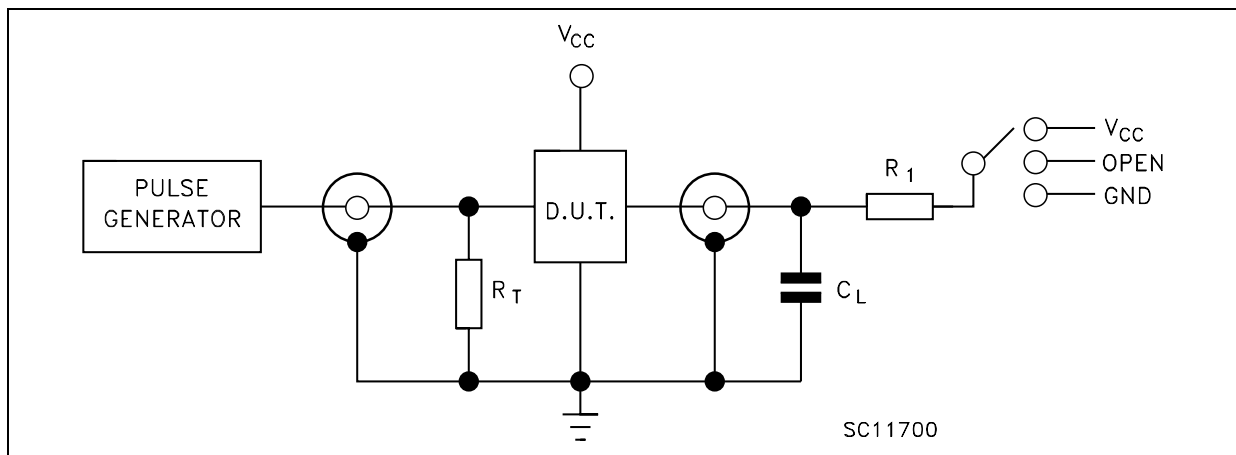 VCC
PULSE
GENERATOR
D.U.T.
RT
CL
R1
VCC
OPEN
GND
SC11700